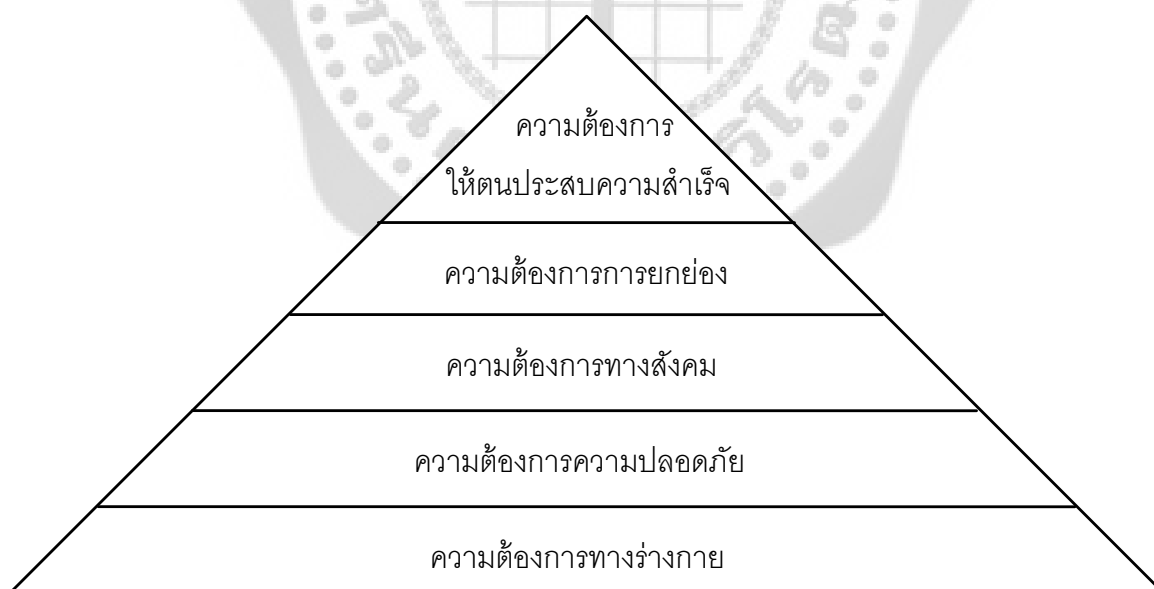 ความต้องการ
ให้ตนประสบความสำเร็จ
ความต้องการการยกย่อง
ความต้องการทางสังคม
ความต้องการความปลอดภัย
ความต้องการทางร่างกาย